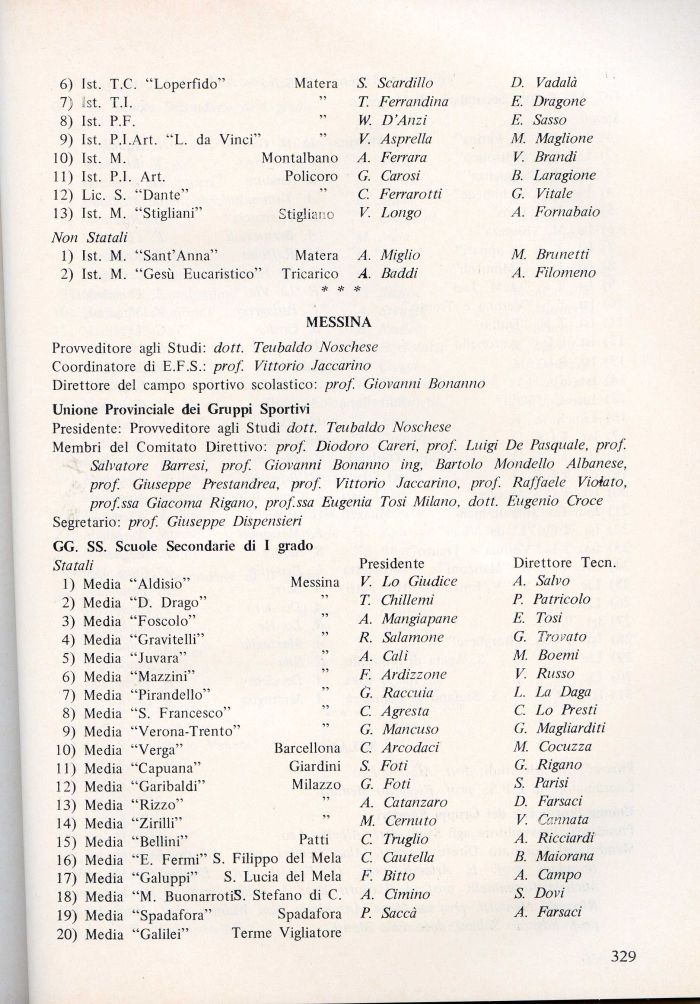 6) Ist. T.C. “Loperfido” Matera S. Scardillo D. Vadalà
7) Ist. T.I. ” T. Ferrandina E. Dragone
8) Ist. P.F. ” W. D'Anzi E. Sasso
9) Ist. P.I.Art. “L. da Vinci” ” V. Asprella M. Maglione
10) Ist. M. Montalbano A. Ferrara V. Brandi
11) Ist. P.I. Art. Policoro G. Carosi B. Laragione
12) Lic. S. “Dante” ” C. Ferrarotti G. Vitale
13) Ist. M. “Stigliani” Stigliano V. Longo A. Fornabaio
Non Statali
1) Ist. M. “Sant'Anna” Matera A. Miglio M. Brunetti
2) Ist. M. “Gesù Eucaristico” Tricarico A. Baddi A. Filomeno
* * *
MESSINA
Provveditore agli Studi: dott. Teubaldo Noschese
Coordinatore di E.F.S.: prof. Vittorio Jaccarino
Direttore del campo sportivo scolastico: prof. Giovanni Bonanno
Unione Provinciale dei Gruppi Sportivi
Presidente: Provveditore agli Studi dott. Teubaldo Noschese
Membri del Comitato Direttivo: prof. Diodoro Careri, prof. Luigi De Pasquale, prof.
Salvatore Barresi, prof. Giovanni Bonanno ing, Bartolo Mondello Albanese,
prof. Giuseppe Prestandrea, prof. Vittorio Jaccarino, prof. Raffaele Violato,
prof.ssa Giacoma Rigano, prof.ssa Eugenia Tosi Milano, dott. Eugenio Croce
Segretario: prof. Giuseppe Dispensieri
GG. SS. Scuole Secondarie di I grado
Statali Presidente Direttore Tecn.
1) Media “Aldisio” Messina V. Lo Giudice A. Salvo
2) Media “D. Drago” ” T. Chillemi P. Patricolo
3) Media “Foscolo” ” A. Mangiapane E. Tosi
4) Media “Gravitelli” ” R. Salamone G. Trovato
5) Media “Juvara” ” A. Calì M. Boemi
6) Media “Mazzini” ” F. Ardizzone V. Russo
7) Media “Pirandello” ” G. Raccuia L. La Daga
8) Media “S. Francesco” ” C. Agresta C. Lo Presti
9) Media “Verona-Trento” ” G. Mancuso G. Magliarditi
10) Media “Verga” Barcellona C. Arcodaci M. Cocuzza
11) Media “Capuana” Giardini S. Foti G. Rigano
12) Media “Garibaldi” Milazzo G. Foti S. Parisi
13) Media “Rizzo” ” A. Catanzaro D. Farsaci
14) Media “Zirilli” ” M. Cernuto V. Cannata
15) Media “Bellini” Patti C. Truglio A. Ricciardi
16) Media “E. Fermi” S. Filippo del Mela C. Cautella B. Maiorana
17) Media “Galuppi” S. Lucia del Mela F. Bitto A. Campo
18) Media “M. BuonarrotiS. Stefano di C. A. Cimino S. Dovi
19) Media “Spadafora” Spadafora P. Saccà A. Farsaci
20) Media “Galilei” Terme Vigliatore
329